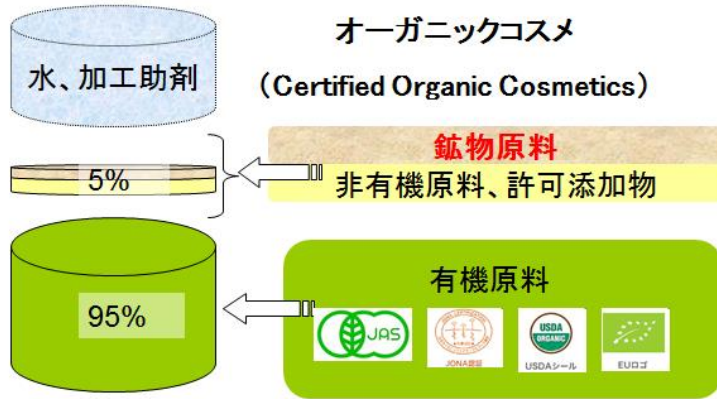 オーガニックコスメ
(Certified Organic Cosmetics)
水、加工助剤
鉱物原料
5%
非有機原料、許可添加物
有機原料
95%
JAS
JONA認証
USDA
ORGANIC
USDAシール
EUロゴ